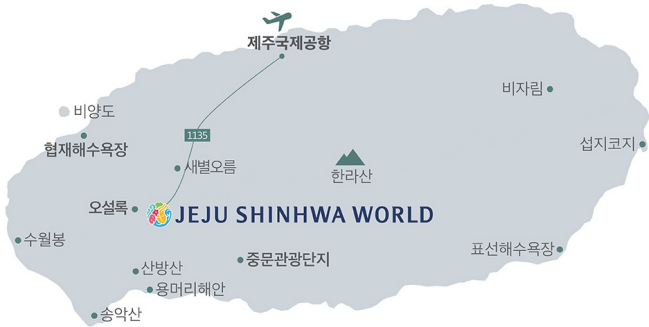 제주국제공항
비자림
비양도
1135
섭지코지
협재해수욕장
새별오름
한라산
오설록
JEJU SHINHWA WORLD
수월봉
표선해수욕장
중문관광단지
산방산
용머리해안
송악산